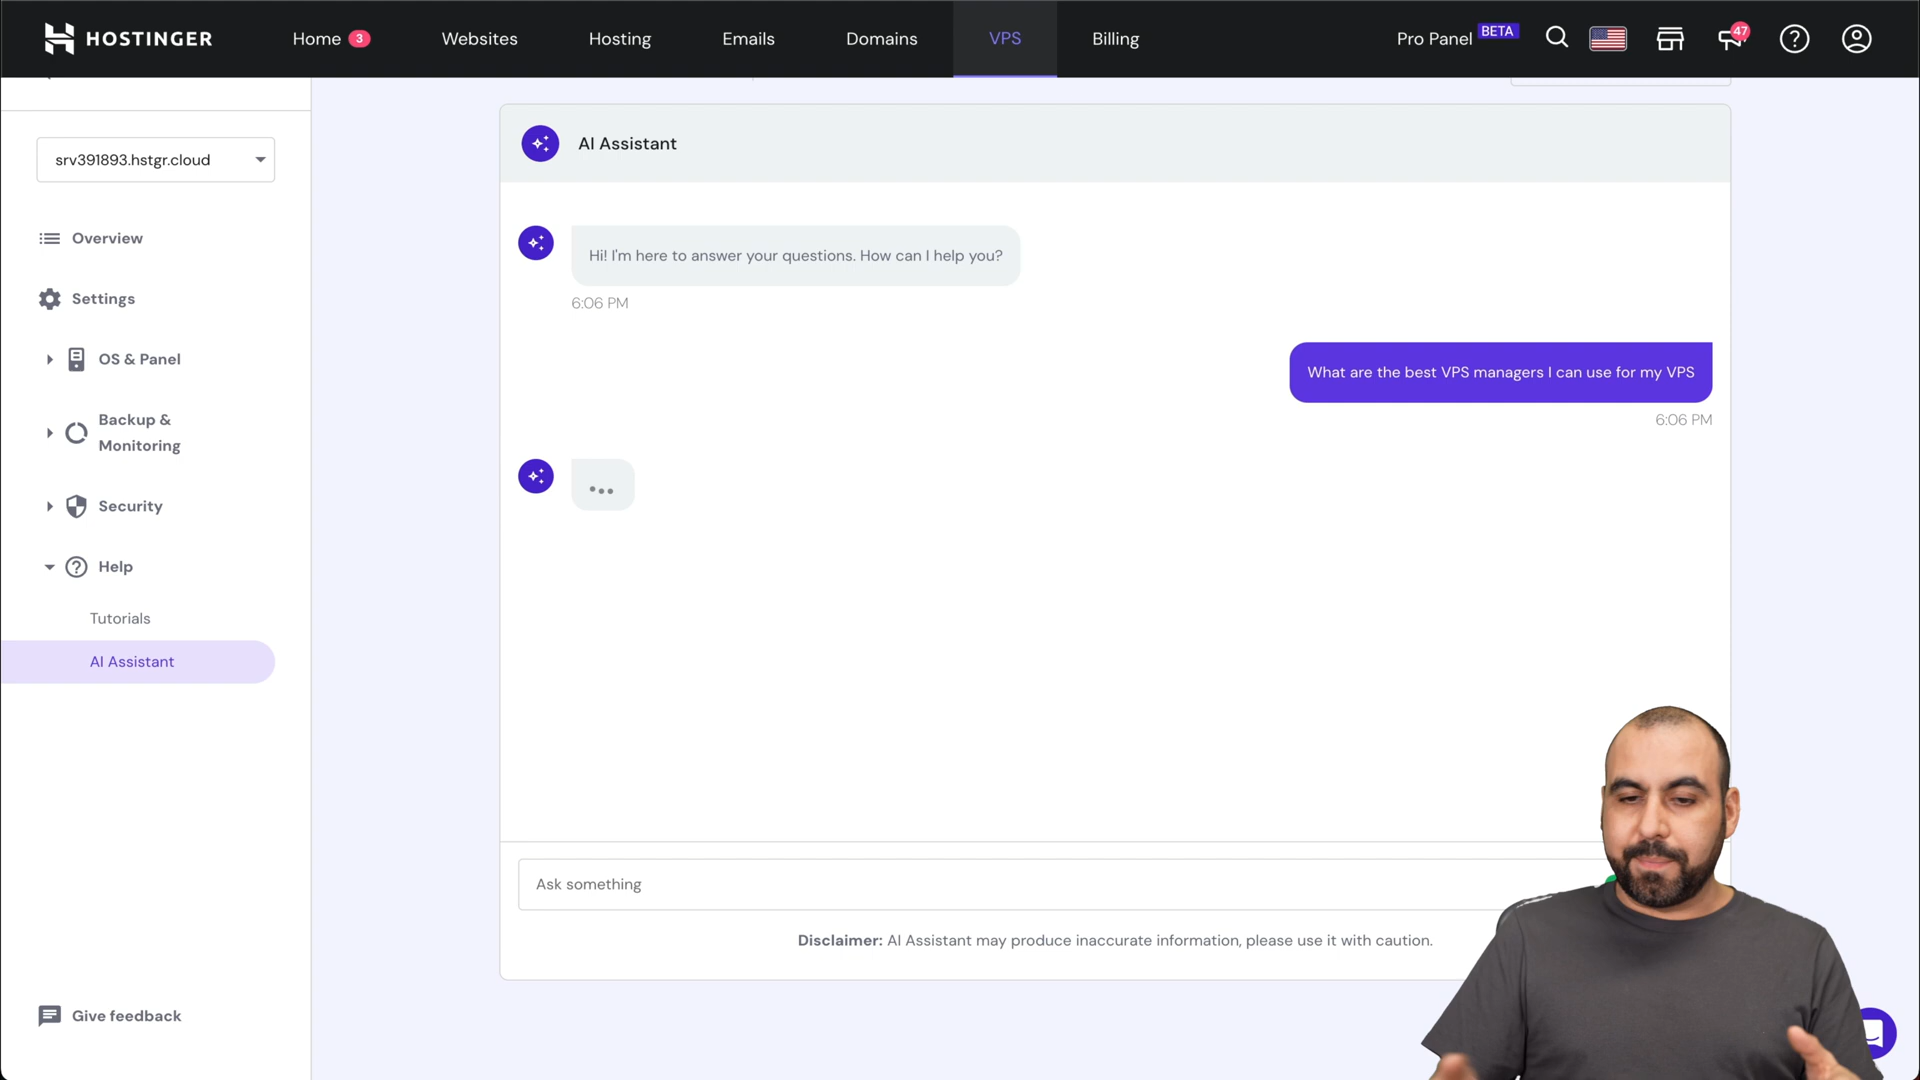 HOSTINGER
Home 3
Websites
Hosting
Emails
Domains
VPS
Billing
Pro Panel BETA
47
srv391893.hstgr.cloud
Overview
Settings
OS & Panel
Backup &
Monitoring
Security
Help
Tutorials
AI Assistant
Give feedback
AI Assistant
Hi! I'm here to answer your questions. How can I help you?
6:06 PM
What are the best VPS managers I can use for my VPS
6:06 PM
Ask something
Disclaimer: AI Assistant may produce inaccurate information, please use it with caution.